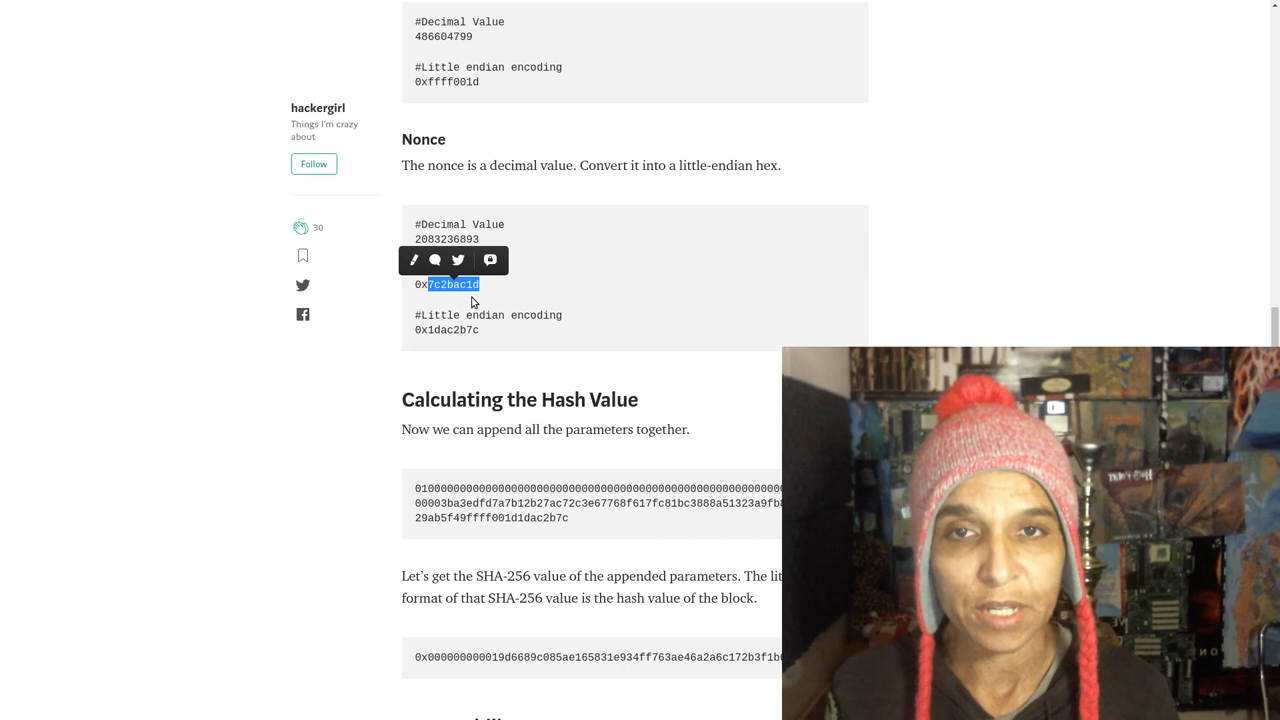 #Decimal Value
486604799
#Little endian encoding
0xffff001d
hackergirl
Things I'm crazy
about
Follow
30
Nonce
The nonce is a decimal value. Convert it into a little-endian hex.
#Decimal Value
2083236893
0x7c2bac1d
#Little endian encoding
0x1dac2b7c
Calculating the Hash Value
Now we can append all the parameters together.
29ab5f49ffff001d1dac2b7c
Let's get the SHA-256 value of the appended parameters. The
format of that SHA-256 value is the hash value of the block.